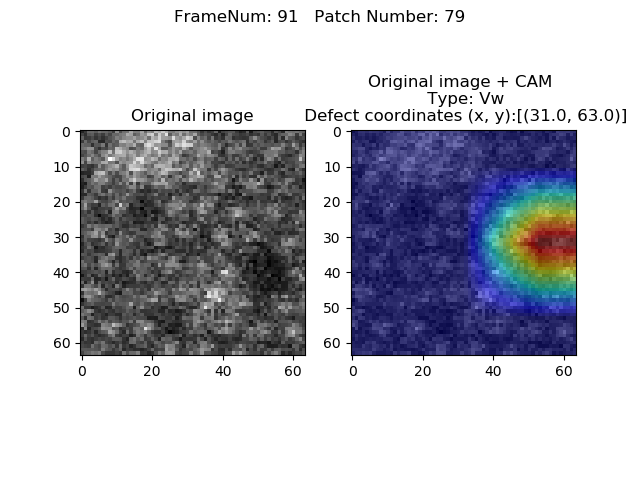 FrameNum: 91   Patch Number: 79
Original image
0
10
20
30
40
50
60
0 20 40 60
Original image + CAM
Type: Vw
Defect coordinates (x, y):[(31.0, 63.0)]
0
10
20
30
40
50
60
0 20 40 60